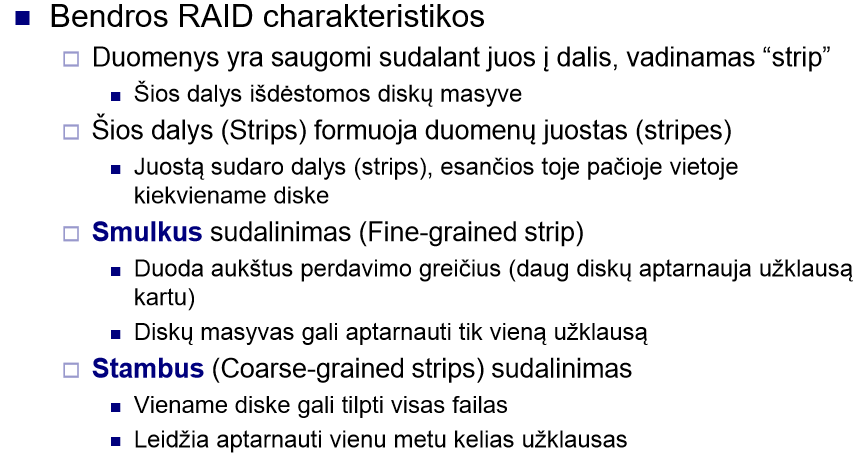 Bendros RAID charakteristikos
Duomenys yra saugomi sudalant juos į dalis, vadinamas “strip”
Šios dalys išdėstomos diskų masyve
Šios dalys (Strips) formuoja duomenų juostas (stripes)
Juostą sudaro dalys (strips), esančios toje pačioje vietoje
kiekviename diske
Smulkus sudalinimas (Fine-grained strip)
Duoda aukštus perdavimo greičius (daug diskų aptarnauja užklausą
kartu)
Diskų masyvas gali aptarnauti tik vieną užklausą
Stambus (Coarse-grained strips) sudalinimas
Viename diske gali tilpti visas failas
Leidžia aptarnauti vienu metu kelias užklausas